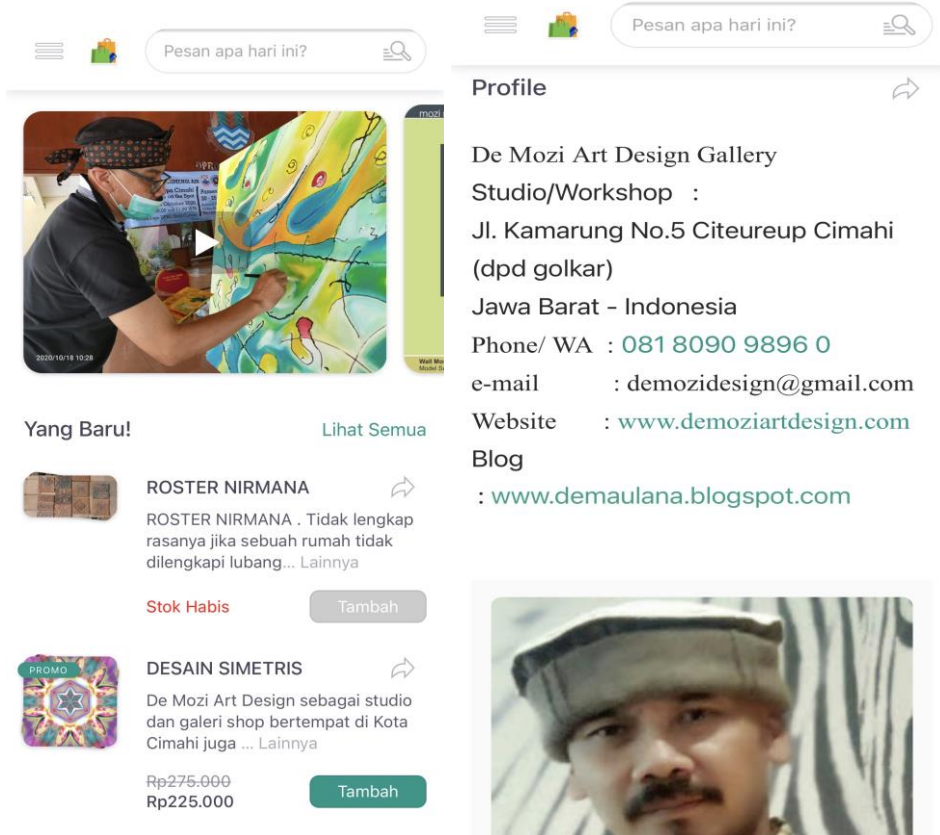 Pesan apa hari ini?
mozi
2020/10/18 10:28
Yang Baru!
Lihat Semua
ROSTER NIRMANA
ROSTER NIRMANA . Tidak lengkap
rasanya jika sebuah rumah tidak
dilengkapi lubang... Lainnya
Stok Habis
Tambah
PROMO
DESAIN SIMETRIS
De Mozi Art Design sebagai studio
dan galeri shop bertempat di Kota
Cimahi juga ... Lainnya
Rp275.000
Rp225.000
Tambah
Pesan apa hari ini?
Profile
De Mozi Art Design Gallery
Studio/Workshop :
Jl. Kamarung No.5 Citeureup Cimahi
(dpd golkar)
Jawa Barat - Indonesia
Phone/ WA : 081 8090 9896 0
e-mail : demozidesign@gmail.com
Website : www.demoziartdesign.com
Blog
: www.demaulana.blogspot.com